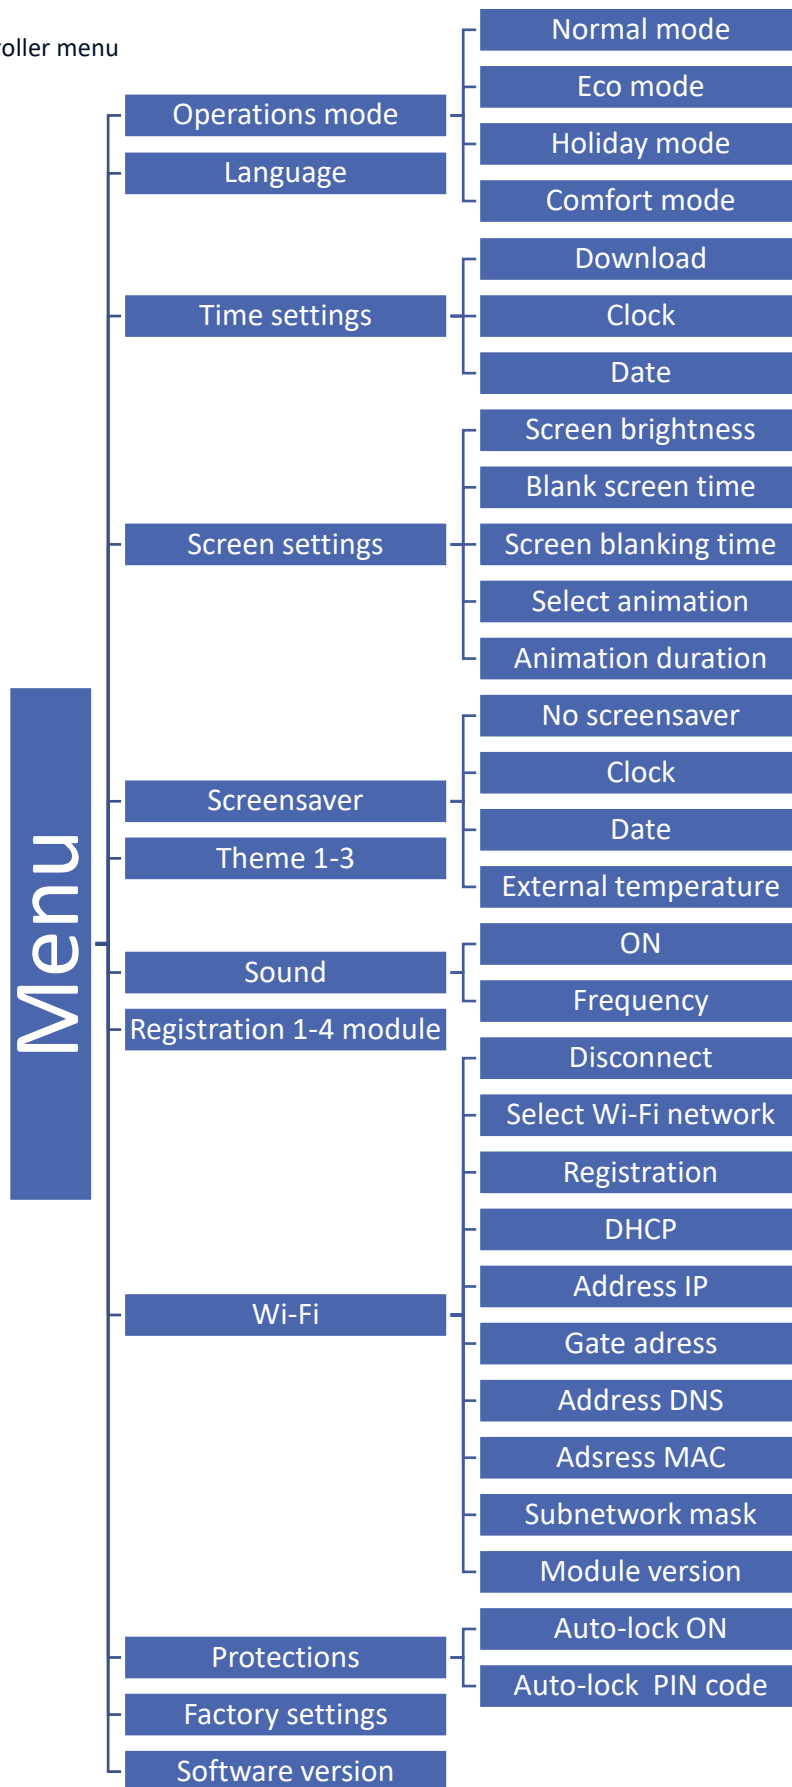 roller menu
Menu
Operations mode
Normal mode
Eco mode
Holiday mode
Comfort mode
Language
Time settings
Download
Clock
Date
Screen settings
Screen brightness
Blank screen time
Screen blanking time
Select animation
Animation duration
Screensaver
No screensaver
Clock
Date
External temperature
Theme 1-3
Sound
ON
Frequency
Registration 1-4 module
Wi-Fi
Disconnect
Select Wi-Fi network
Registration
DHCP
Address IP
Gate adress
Address DNS
Adsress MAC
Subnetwork mask
Module version
Protections
Auto-lock ON
Auto-lock  PIN code
Factory settings
Software version